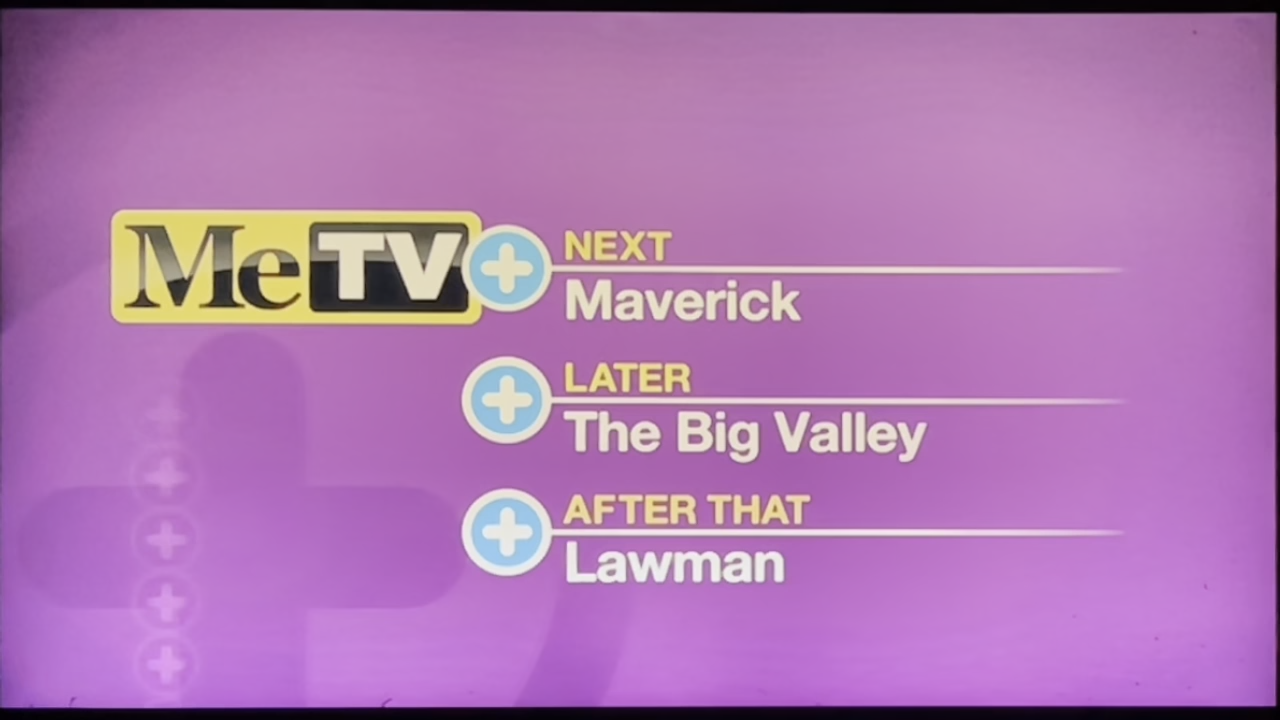 MeTV
NEXT
Maverick
LATER
The Big Valley
AFTER THAT
Lawman